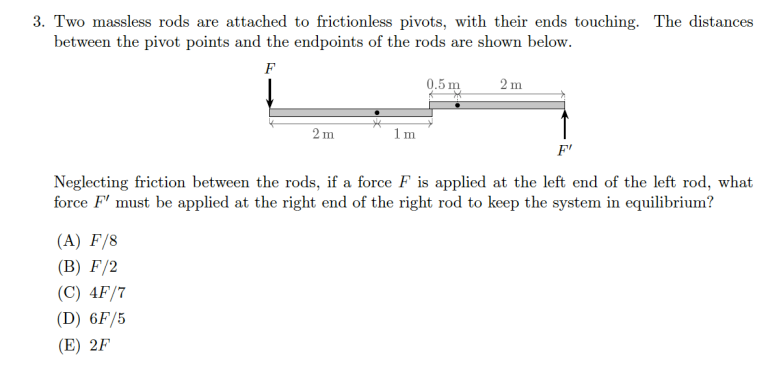 3. Two massless rods are attached to frictionless pivots, with their ends touching. The distances
between the pivot points and the endpoints of the rods are shown below.
F
0.5 m
2 m
2 m
1 m
F′
Neglecting friction between the rods, if a force F is applied at the left end of the left rod, what
force F′ must be applied at the right end of the right rod to keep the system in equilibrium?
(A) F/8
(B) F/2
(C) 4F/7
(D) 6F/5
(E) 2F